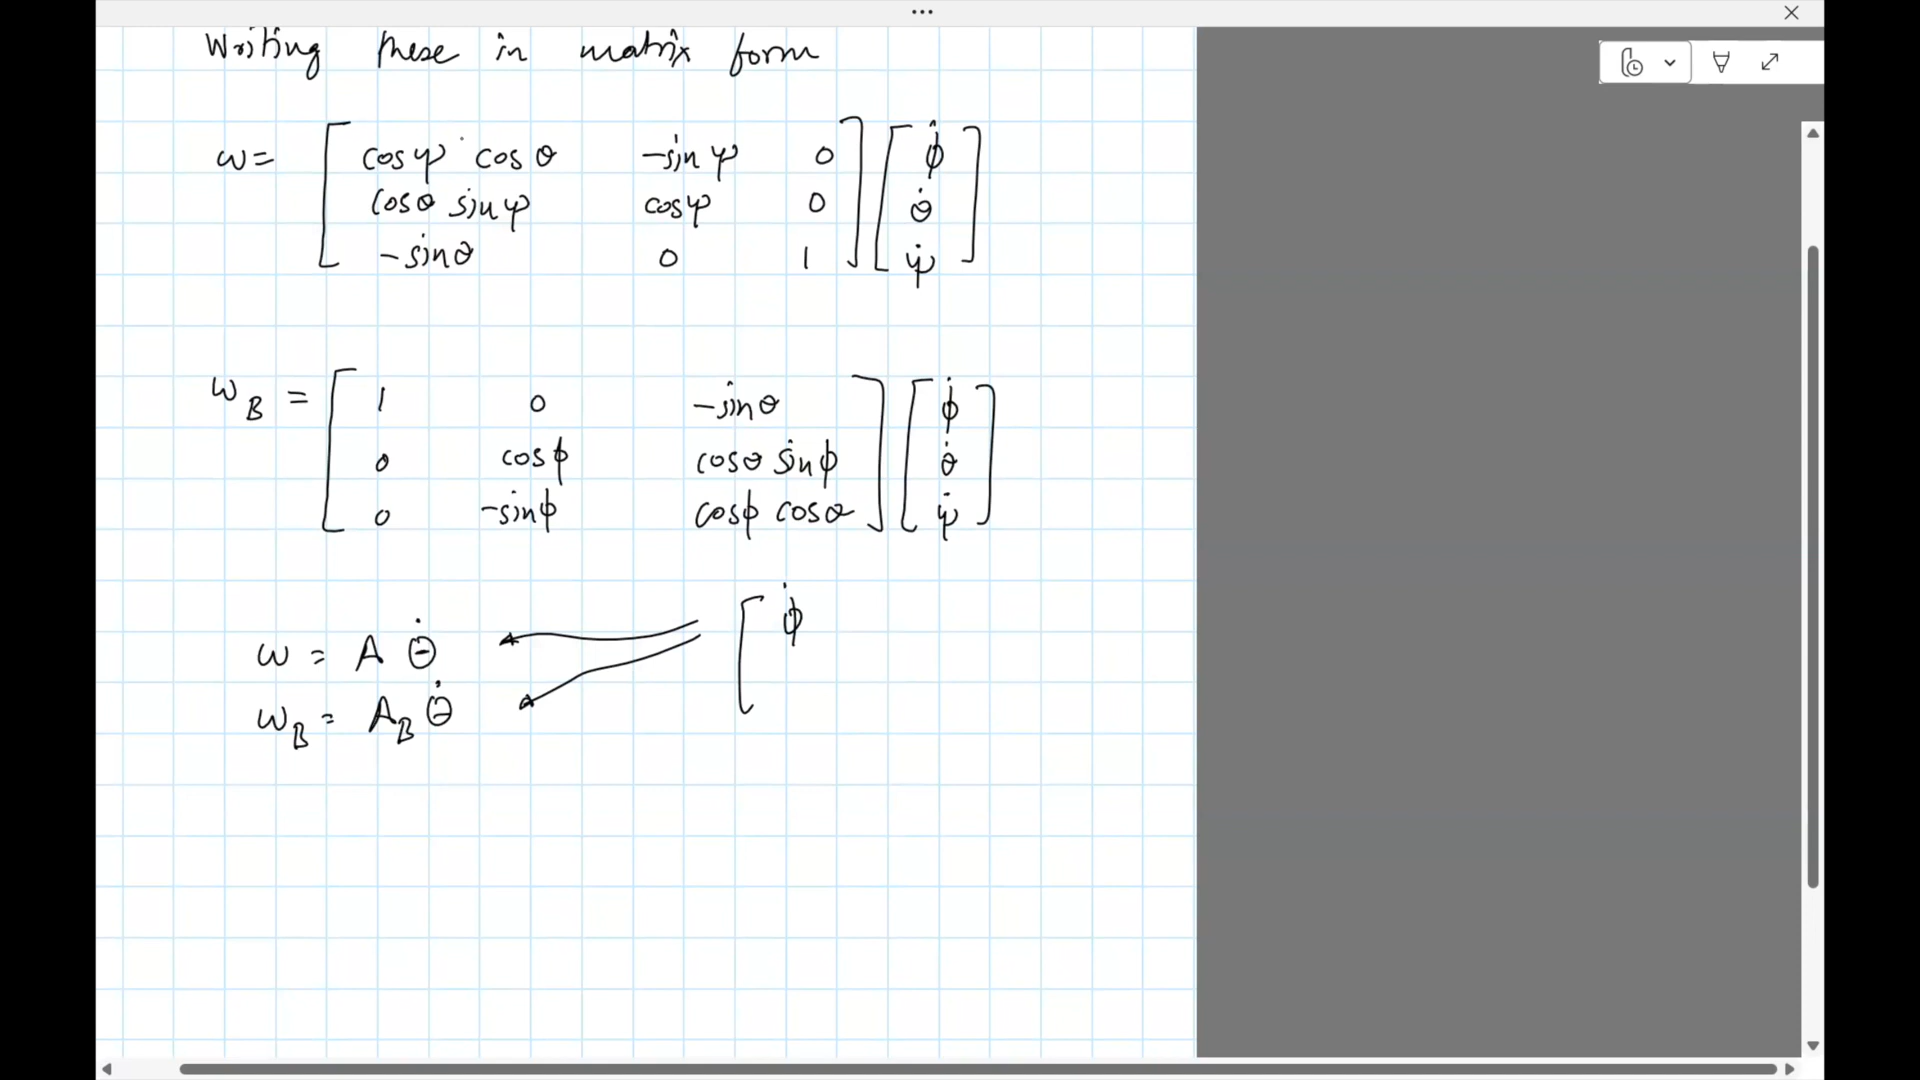 Writing these in matrix form
ω = [ cosψ cosθ -sinψ 0 ] [ φ̇ ]
cosθ sinψ cosψ 0 θ̇
-sinθ 0 1 ψ̇
ω_B = [ 1 0 -sinθ ] [ φ̇ ]
0 cosφ cosθ sinφ θ̇
0 -sinφ cosφ cosθ ψ̇
ω = A Θ̇ [ φ̇
ω_B = A_B Θ̇